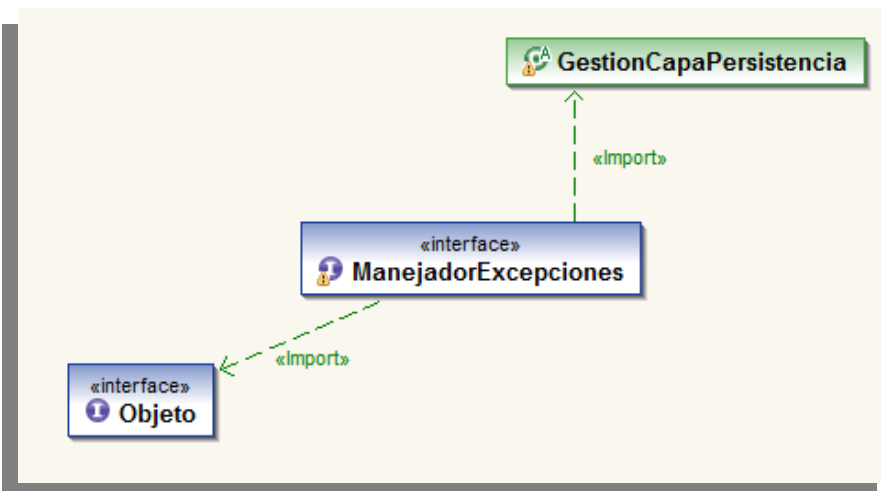 GestionCapaPersistencia
«Import»
«interface»
ManejadorExcepciones
«Import»
«interface»
Objeto